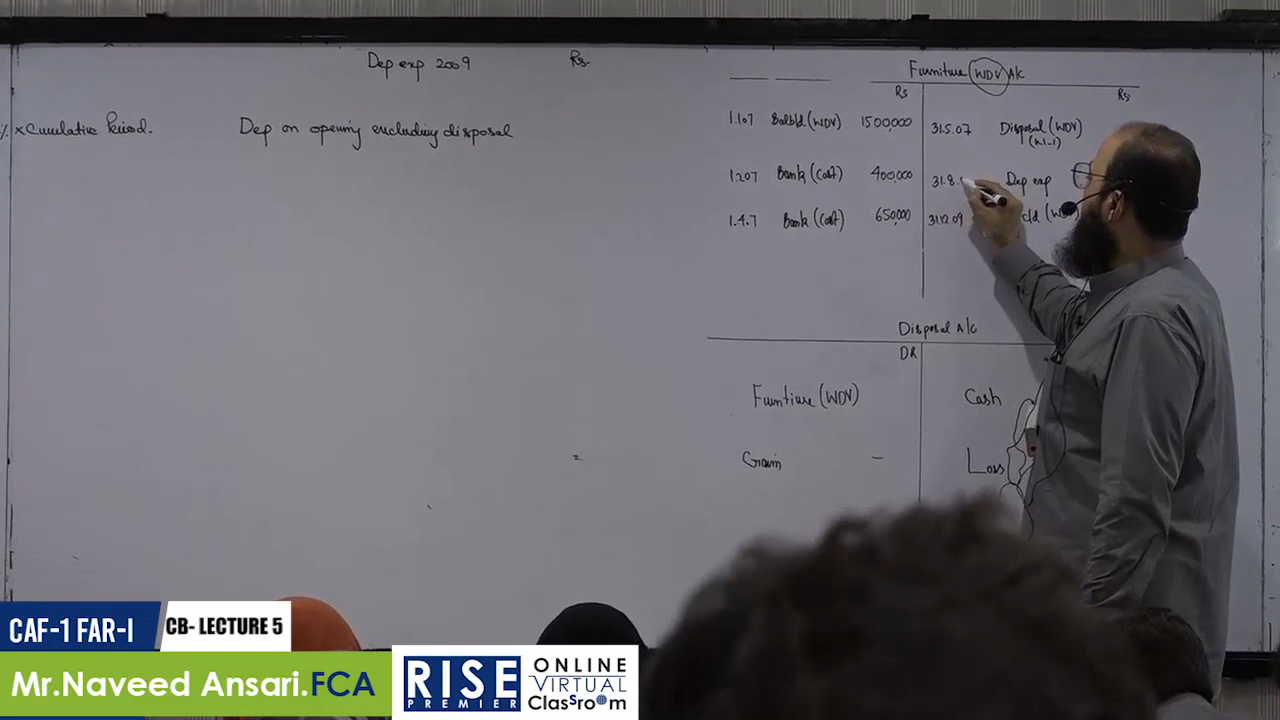 Dep exp 2009 Rs.
% x Cumulative Period.
Dep on opening excluding disposal
Furniture WDV A/c
Rs
Rs
1.1.07 Bal b/d (WDV) 1500,000
31.5.07 Disposal (WDV)
(W1-1)
1.2.07 Bank (Cost) 400,000
31.8. Dep exp
1.4.7 Bank (Cost) 650,000
31.12.09 c/d
Disposal A/c
DR
Furniture (WDV)
Cash
Gain -
Loss
=
CAF-1 FAR-I
CB- LECTURE 5
Mr.Naveed Ansari.FCA
RISE
PREMIER
ONLINE
VIRTUAL
Classroom